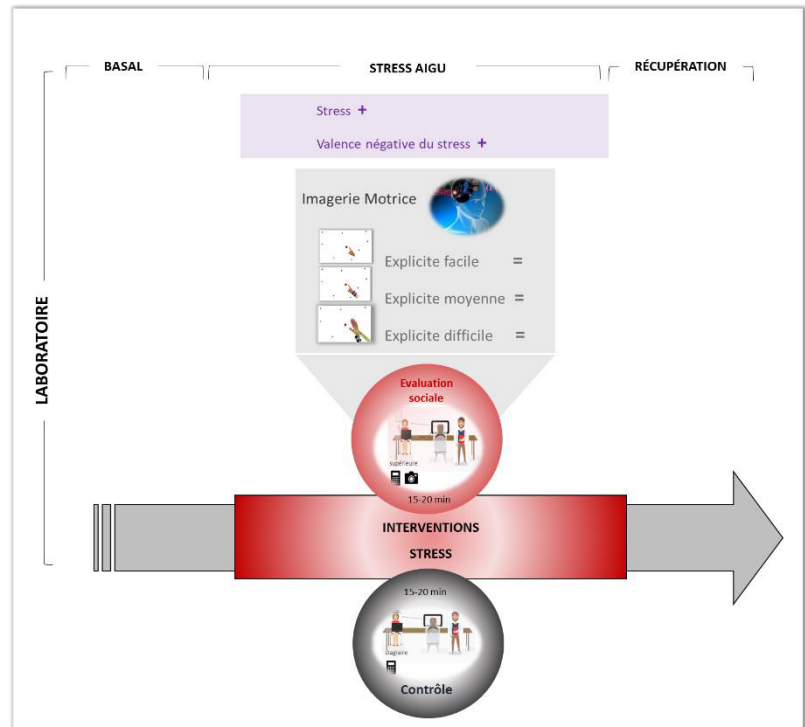 BASAL
STRESS AIGU
RÉCUPÉRATION
Stress +
Valence négative du stress +
Imagerie Motrice
Explicite facile =
Explicite moyenne =
Explicite difficile =
LABORATOIRE
Evaluation
sociale
supérieure
15-20 min
INTERVENTIONS
STRESS
15-20 min
stagiaire
Contrôle